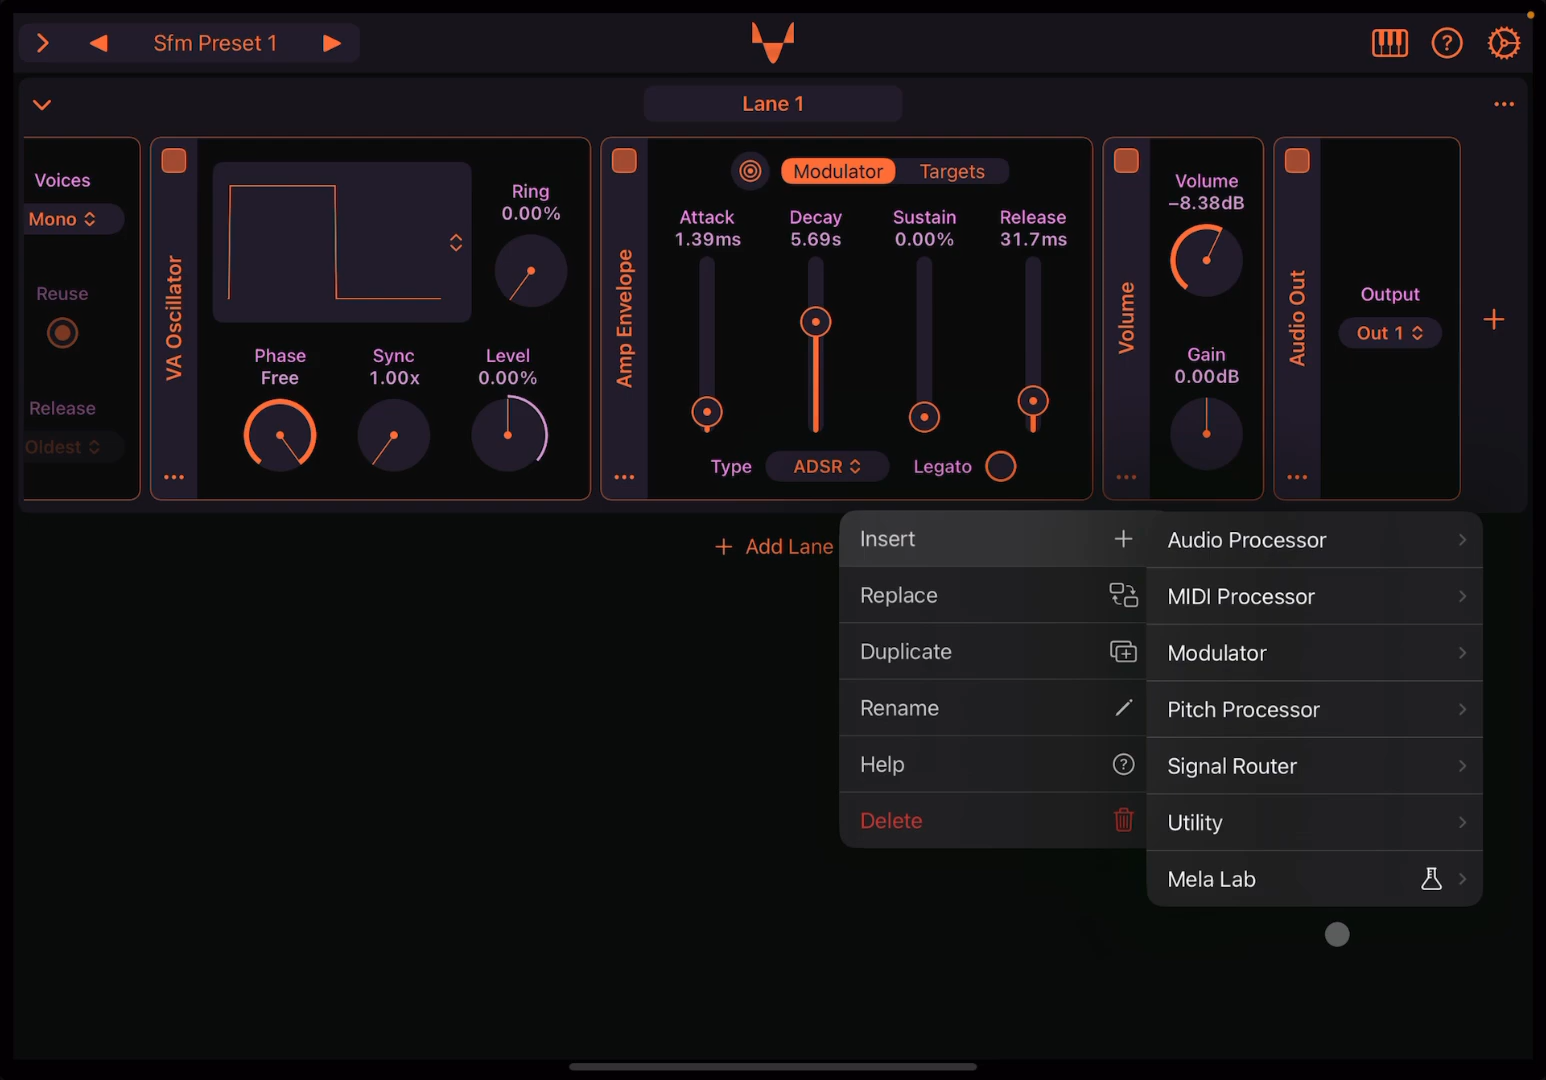 Sfm Preset 1
?
Lane 1
Voices
Mono
Reuse
Release
Oldest
VA Oscillator
Ring
0.00%
Phase
Free
Sync
1.00x
Level
0.00%
Amp Envelope
Modulator
Targets
Attack
1.39ms
Decay
5.69s
Sustain
0.00%
Release
31.7ms
Type
ADSR
Legato
Volume
Volume
−8.38dB
Gain
0.00dB
Audio Out
Output
Out 1
+
+ Add Lane
Insert +
Replace
Duplicate
Rename
Help ?
Delete
Audio Processor
MIDI Processor
Modulator
Pitch Processor
Signal Router
Utility
Mela Lab